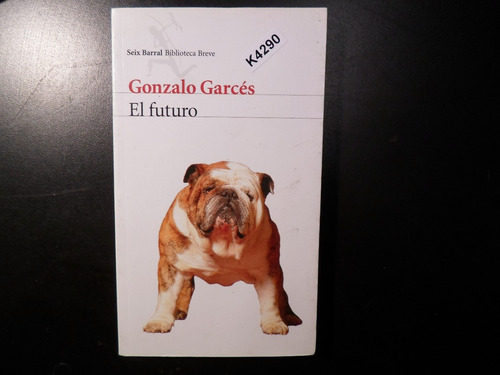 Seix Barral Biblioteca Breve
K4290
Gonzalo Garcés
El futuro